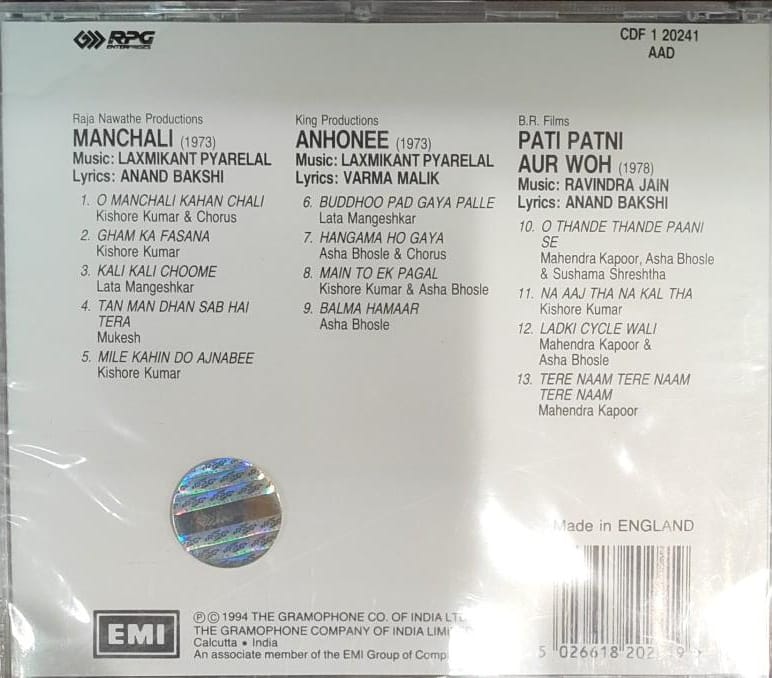 RPG
ENTERPRISES
CDF 1 20241
AAD
Raja Nawathe Productions
MANCHALI (1973)
Music: LAXMIKANT PYARELAL
Lyrics: ANAND BAKSHI
1. O MANCHALI KAHAN CHALI
Kishore Kumar & Chorus
2. GHAM KA FASANA
Kishore Kumar
3. KALI KALI CHOOME
Lata Mangeshkar
4. TAN MAN DHAN SAB HAI
TERA
Mukesh
5. MILE KAHIN DO AJNABEE
Kishore Kumar
King Productions
ANHONEE (1973)
Music: LAXMIKANT PYARELAL
Lyrics: VARMA MALIK
6. BUDDHOO PAD GAYA PALLE
Lata Mangeshkar
7. HANGAMA HO GAYA
Asha Bhosle & Chorus
8. MAIN TO EK PAGAL
Kishore Kumar & Asha Bhosle
9. BALMA HAMAAR
Asha Bhosle
B.R. Films
PATI PATNI
AUR WOH (1978)
Music: RAVINDRA JAIN
Lyrics: ANAND BAKSHI
10. O THANDE THANDE PAANI
SE
Mahendra Kapoor, Asha Bhosle
& Sushama Shreshtha
11. NA AAJ THA NA KAL THA
Kishore Kumar
12. LADKI CYCLE WALI
Mahendra Kapoor &
Asha Bhosle
13. TERE NAAM TERE NAAM
TERE NAAM
Mahendra Kapoor
Made in ENGLAND
EMI
Ⓟ © 1994 THE GRAMOPHONE CO. OF INDIA
THE GRAMOPHONE COMPANY OF INDIA
Calcutta • India
An associate member of the EMI Group of
5 026618 202